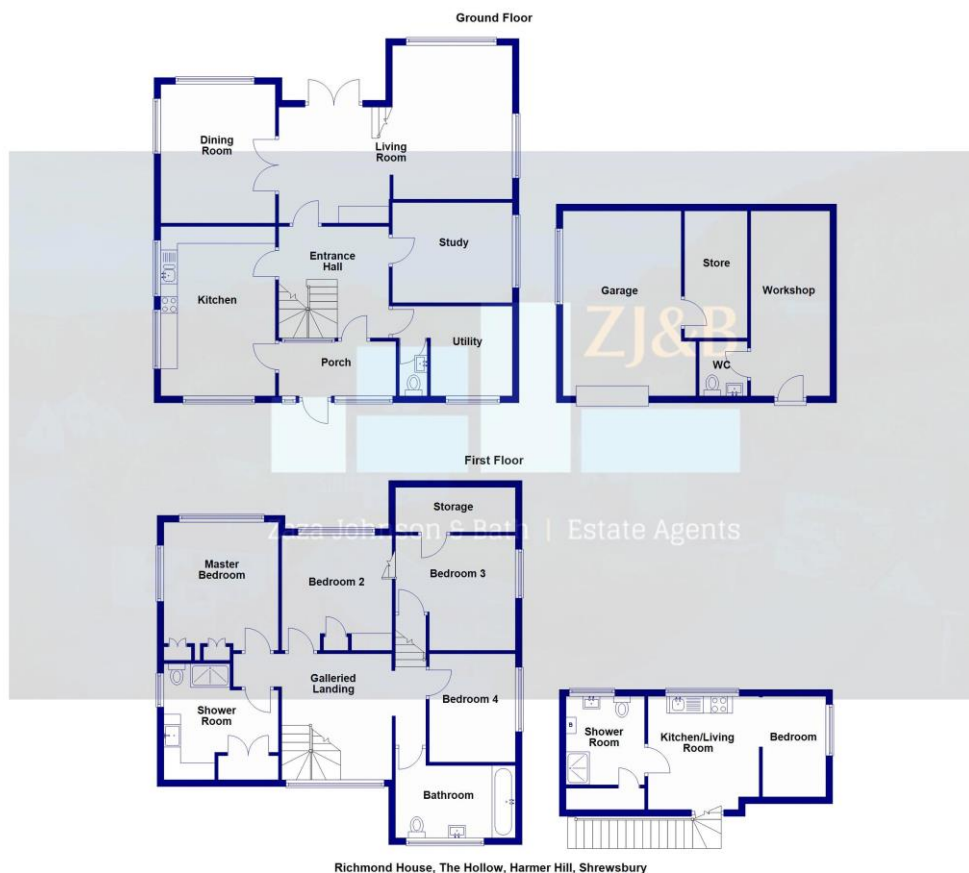 Ground Floor
Dining
Room
Living
Room
Study
Entrance
Hall
Kitchen
Utility
Porch
Garage
Store
Workshop
WC
ZJ&B
First Floor
Storage
Zaza Johnson & Bath | Estate Agents
Master
Bedroom
Bedroom 2
Bedroom 3
Galleried
Landing
Bedroom 4
Shower
Room
Bathroom
B
Shower
Room
Kitchen/Living
Room
Bedroom
Richmond House, The Hollow, Harmer Hill, Shrewsbury